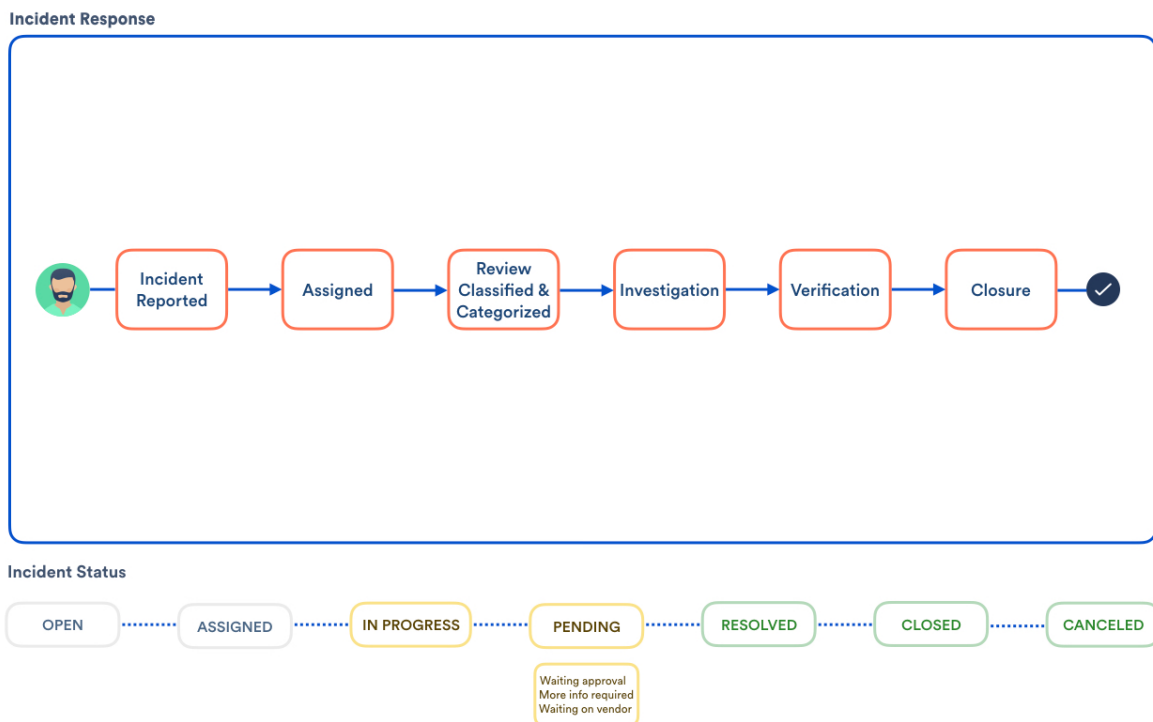 Incident Response
Incident
Reported
Assigned
Review
Classified &
Categorized
Investigation
Verification
Closure
Incident Status
OPEN
ASSIGNED
IN PROGRESS
PENDING
RESOLVED
CLOSED
CANCELED
Waiting approval
More info required
Waiting on vendor